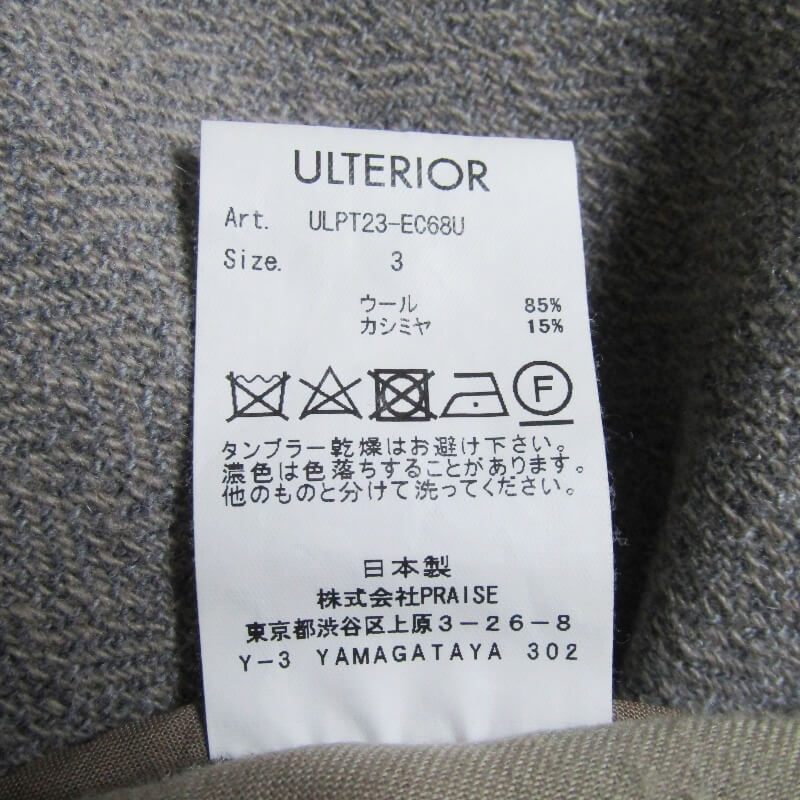 ULTERIOR
Art. ULPT23-EC68U
Size. 3
ウール 85%
カシミヤ 15%
F
タンブラー乾燥はお避け下さい。
濃色は色落ちすることがあります。
他のものと分けて洗ってください。
日本製
株式会社PRAISE
東京都渋谷区上原3-26-8
Y-3 YAMAGATAYA 302